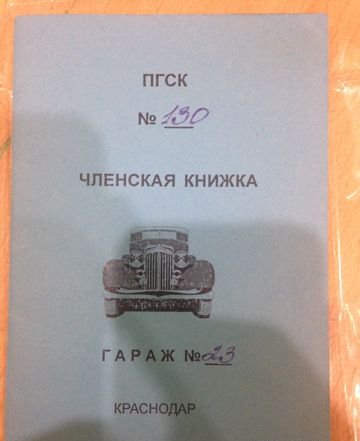 ПГСК
№ 130
ЧЛЕНСКАЯ КНИЖКА
ГАРАЖ № 23
КРАСНОДАР